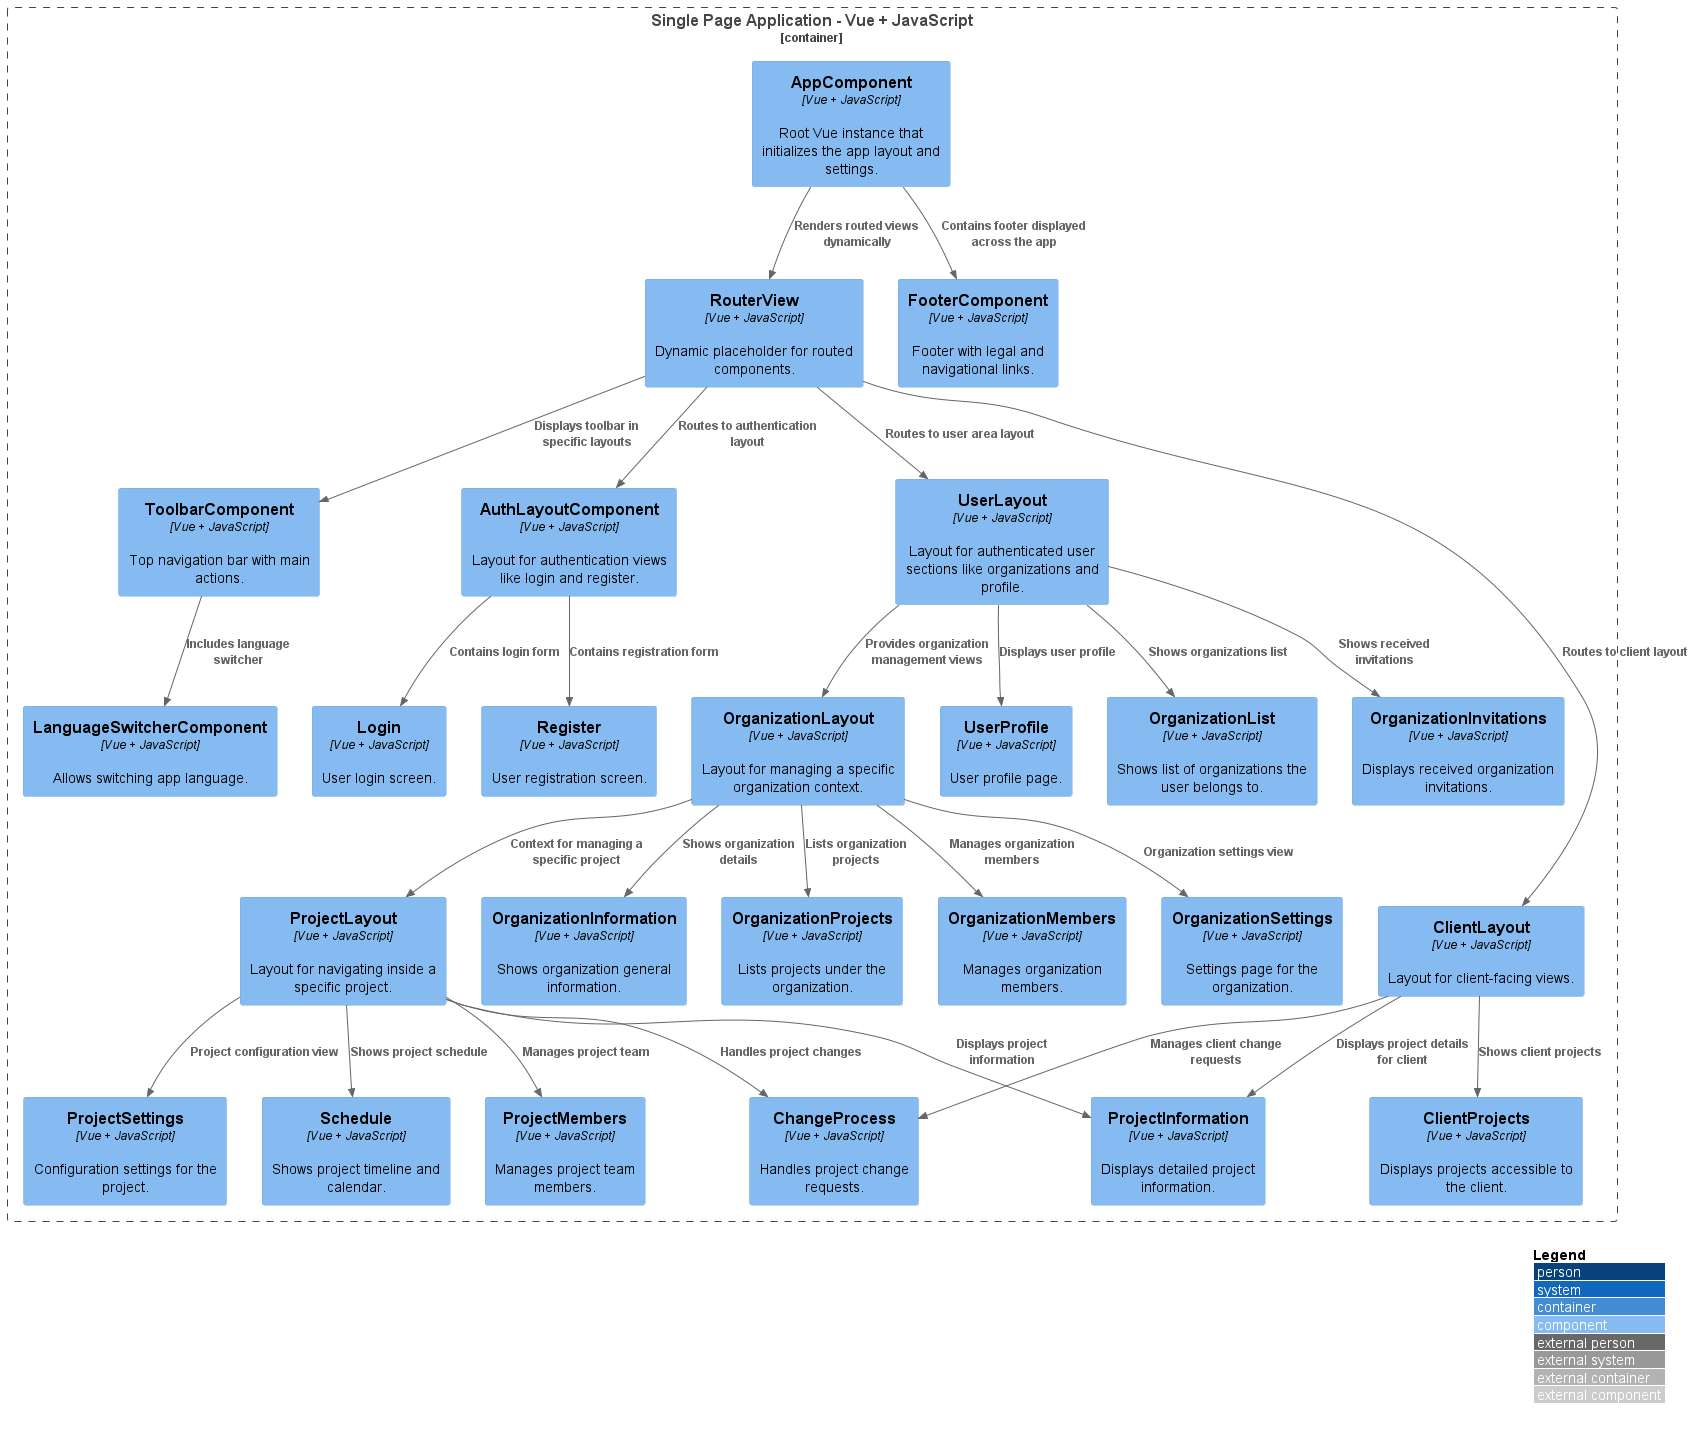 Single Page Application - Vue + JavaScript
[container]
AppComponent
[Vue + JavaScript]
Root Vue instance that
initializes the app layout and
settings.
Renders routed views
dynamically
Contains footer displayed
across the app
RouterView
[Vue + JavaScript]
Dynamic placeholder for routed
components.
FooterComponent
[Vue + JavaScript]
Footer with legal and
navigational links.
Displays toolbar in
specific layouts
Routes to authentication
layout
Routes to user area layout
ToolbarComponent
[Vue + JavaScript]
Top navigation bar with main
actions.
AuthLayoutComponent
[Vue + JavaScript]
Layout for authentication views
like login and register.
UserLayout
[Vue + JavaScript]
Layout for authenticated user
sections like organizations and
profile.
Includes language
switcher
Contains login form
Contains registration form
Provides organization
management views
Displays user profile
Shows organizations list
Shows received
invitations
Routes to client layout
LanguageSwitcherComponent
[Vue + JavaScript]
Allows switching app language.
Login
[Vue + JavaScript]
User login screen.
Register
[Vue + JavaScript]
User registration screen.
OrganizationLayout
[Vue + JavaScript]
Layout for managing a specific
organization context.
UserProfile
[Vue + JavaScript]
User profile page.
OrganizationList
[Vue + JavaScript]
Shows list of organizations the
user belongs to.
OrganizationInvitations
[Vue + JavaScript]
Displays received organization
invitations.
Context for managing a
specific project
Shows organization
details
Lists organization
projects
Manages organization
members
Organization settings view
ProjectLayout
[Vue + JavaScript]
Layout for navigating inside a
specific project.
OrganizationInformation
[Vue + JavaScript]
Shows organization general
information.
OrganizationProjects
[Vue + JavaScript]
Lists projects under the
organization.
OrganizationMembers
[Vue + JavaScript]
Manages organization
members.
OrganizationSettings
[Vue + JavaScript]
Settings page for the
organization.
ClientLayout
[Vue + JavaScript]
Layout for client-facing views.
Project configuration view
Shows project schedule
Manages project team
Handles project changes
Displays project
information
Manages client change
requests
Displays project details
for client
Shows client projects
ProjectSettings
[Vue + JavaScript]
Configuration settings for the
project.
Schedule
[Vue + JavaScript]
Shows project timeline and
calendar.
ProjectMembers
[Vue + JavaScript]
Manages project team
members.
ChangeProcess
[Vue + JavaScript]
Handles project change
requests.
ProjectInformation
[Vue + JavaScript]
Displays detailed project
information.
ClientProjects
[Vue + JavaScript]
Displays projects accessible to
the client.
Legend
person
system
container
component
external person
external system
external container
external component